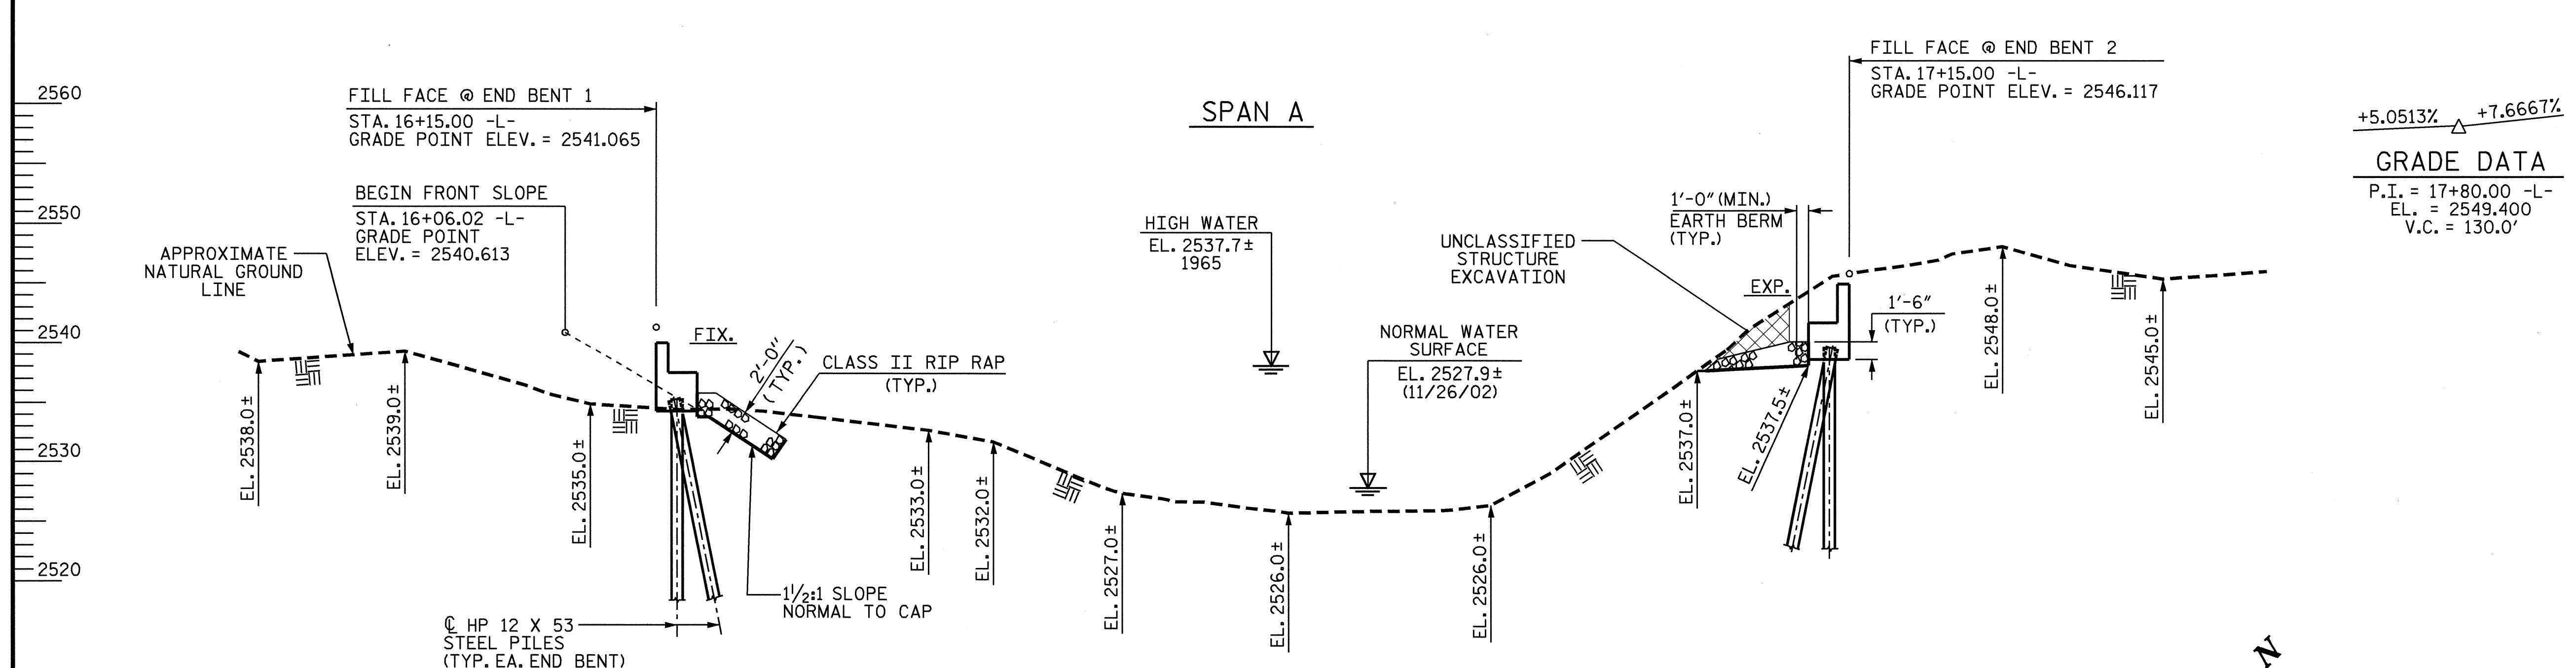 2560
2550
2540
2530
2520
FILL FACE @ END BENT 1
STA. 16+15.00 -L-
GRADE POINT ELEV. = 2541.065
BEGIN FRONT SLOPE
STA. 16+06.02 -L-
GRADE POINT
ELEV. = 2540.613
APPROXIMATE
NATURAL GROUND
LINE
FIX.
2'-0"
(TYP.)
CLASS II RIP RAP
(TYP.)
SPAN A
HIGH WATER
EL. 2537.7±
1965
NORMAL WATER
SURFACE
EL. 2527.9±
(11/26/02)
UNCLASSIFIED
STRUCTURE
EXCAVATION
1'-0" (MIN.)
EARTH BERM
(TYP.)
EXP.
FILL FACE @ END BENT 2
STA. 17+15.00 -L-
GRADE POINT ELEV. = 2546.117
1'-6"
(TYP.)
+5.0513% +7.6667%
GRADE DATA
P.I. = 17+80.00 -L-
EL. = 2549.400
V.C. = 130.0'
EL. 2538.0±
EL. 2539.0±
EL. 2535.0±
EL. 2533.0±
EL. 2532.0±
EL. 2527.0±
EL. 2526.0±
EL. 2526.0±
EL. 2537.0±
EL. 2537.5±
EL. 2548.0±
EL. 2545.0±
1½:1 SLOPE
NORMAL TO CAP
℄ HP 12 X 53
STEEL PILES
(TYP. EA. END BENT)
N